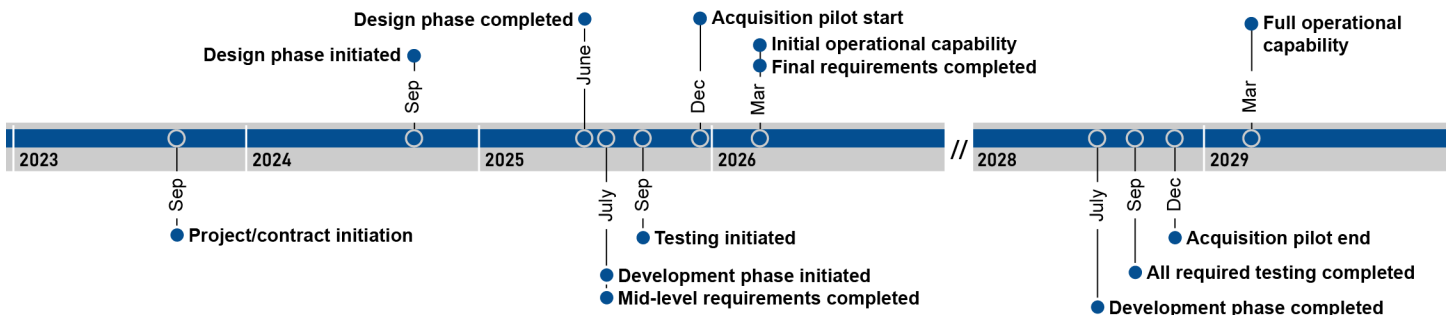 Design phase completed
Acquisition pilot start
Full operational
capability
Design phase initiated
Initial operational capability
Final requirements completed
Sep
June
Dec
Mar
Mar
2023
2024
2025
2026
//
2028
2029
Sep
July
Sep
July
Sep
Dec
Project/contract initiation
Testing initiated
Acquisition pilot end
Development phase initiated
All required testing completed
Mid-level requirements completed
Development phase completed